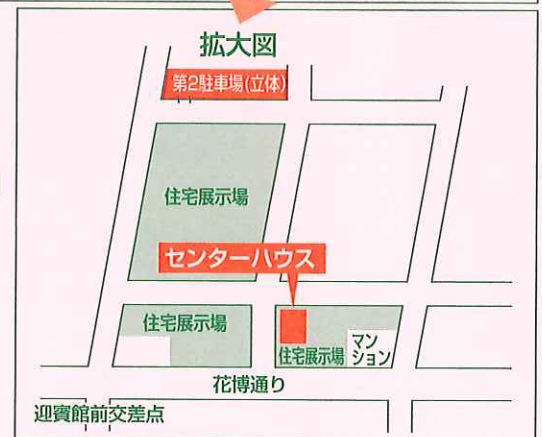 拡大図
第2駐車場(立体)
住宅展示場
センターハウス
住宅展示場
住宅展示場
マン
ション
花博通り
迎賓館前交差点